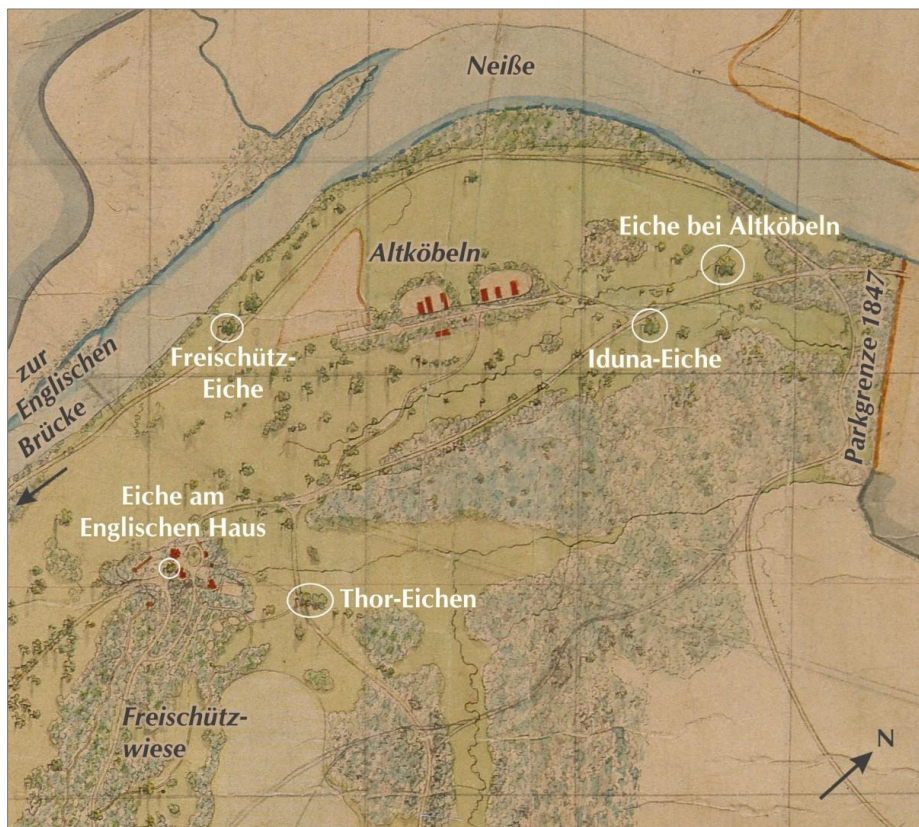 Neiße
Eiche bei Altköbeln
Altköbeln
Freischütz-
Eiche
Iduna-Eiche
zur
Englischen
Brücke
Parkgrenze 1847
Eiche am
Englischen Haus
Thor-Eichen
Freischütz-
wiese
N